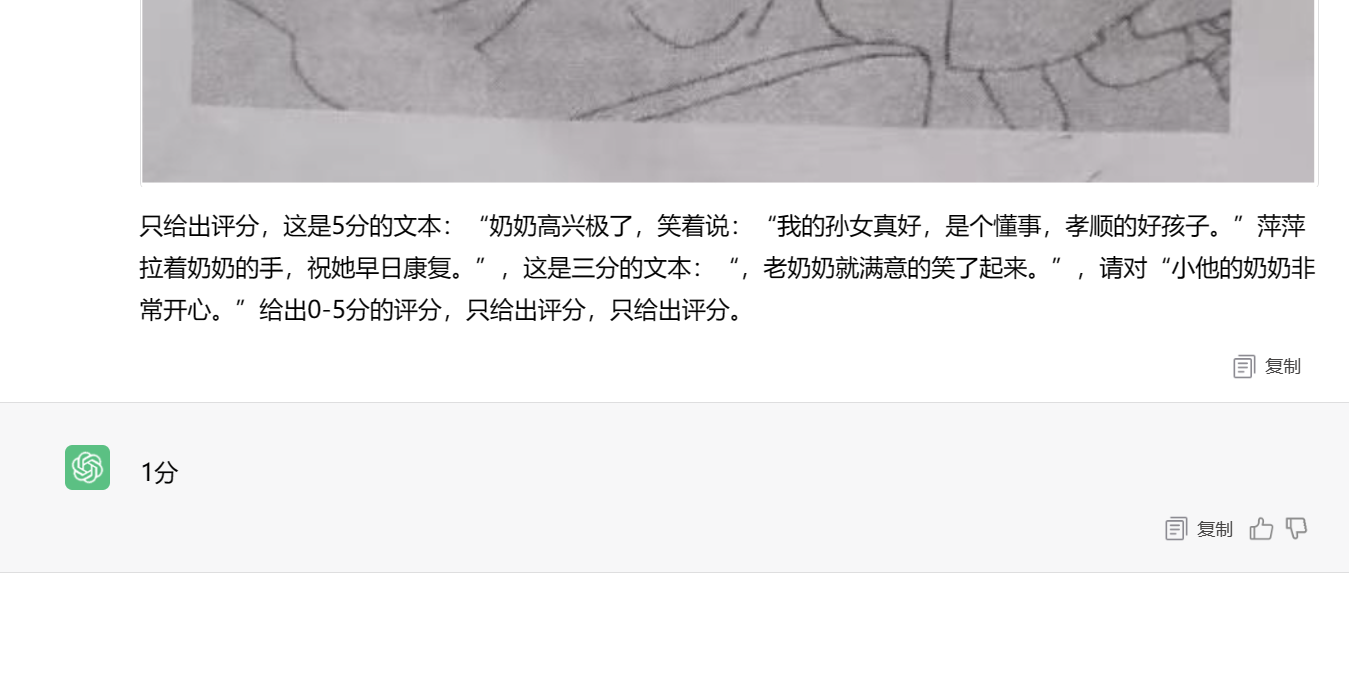 只给出评分，这是5分的文本：“奶奶高兴极了，笑着说：“我的孙女真好，是个懂事，孝顺的好孩子。”萍萍
拉着奶奶的手，祝她早日康复。”，这是三分的文本：“，老奶奶就满意的笑了起来。”，请对“小他的奶奶非
常开心。”给出0-5分的评分，只给出评分，只给出评分。
复制
1分
复制